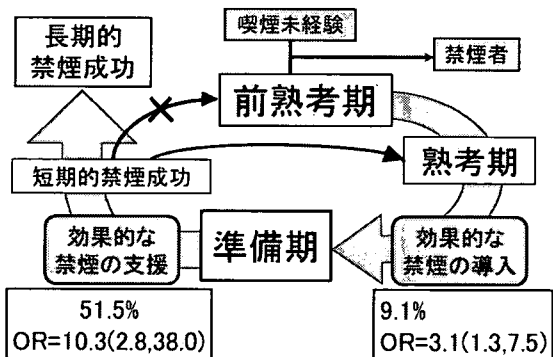 喫煙未経験
長期的
禁煙成功
禁煙者
前熟考期
熟考期
短期的禁煙成功
効果的な
禁煙の支援
準備期
効果的な
禁煙の導入
51.5%
OR=10.3(2.8,38.0)
9.1%
OR=3.1(1.3,7.5)